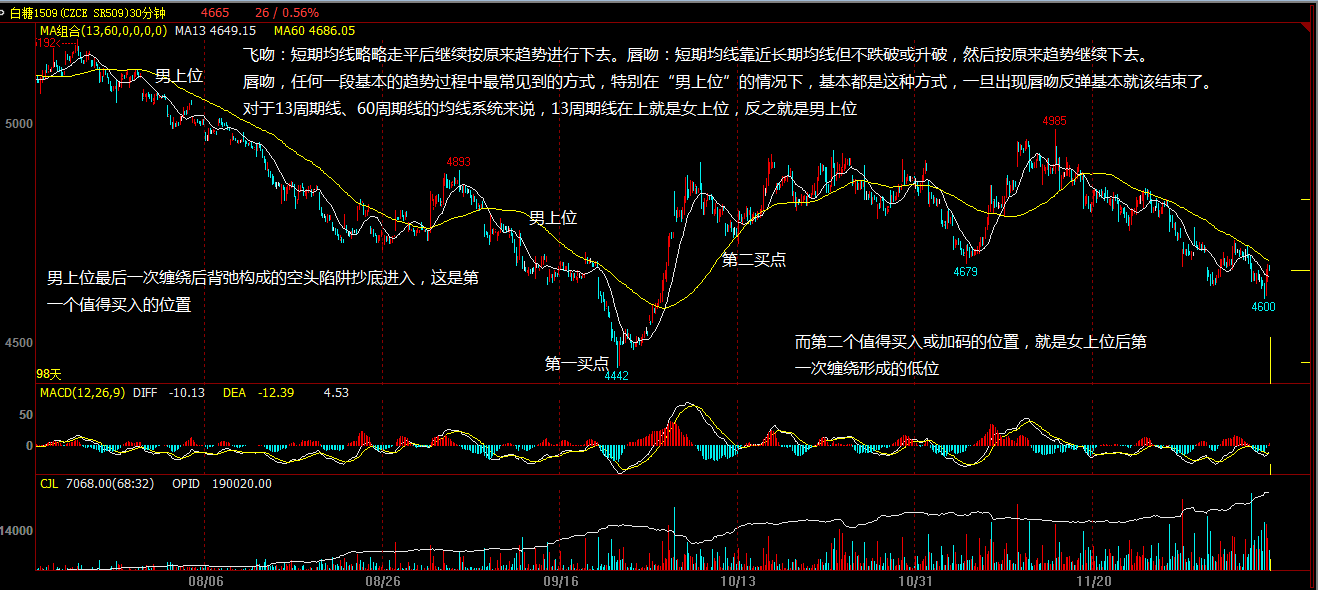 白糖1509(CZCE SR509)30分钟 4665 26 / 0.56%
MA组合(13,60,0,0,0,0) MA13 4649.15 MA60 4686.05
飞吻：短期均线略略走平后继续按原来趋势进行下去。唇吻：短期均线靠近长期均线但不跌破或升破，然后按原来趋势继续下去。
男上位
唇吻，任何一段基本的趋势过程中最常见到的方式，特别在“男上位”的情况下，基本都是这种方式，一旦出现唇吻反弹基本就该结束了。
对于13周期线、60周期线的均线系统来说，13周期线在上就是女上位，反之就是男上位
5000
4985
4893
男上位
第二买点
4679
男上位最后一次缠绕后背弛构成的空头陷阱抄底进入，这是第
一个值得买入的位置
4600
4500
而第二个值得买入或加码的位置，就是女上位后第
一次缠绕形成的低位
第一买点
4442
98天
MACD(12,26,9) DIFF -10.13 DEA -12.39 4.53
50
0
CJL 7068.00(68:32) OPID 190020.00
14000
08/06 08/26 09/16 10/13 10/31 11/20